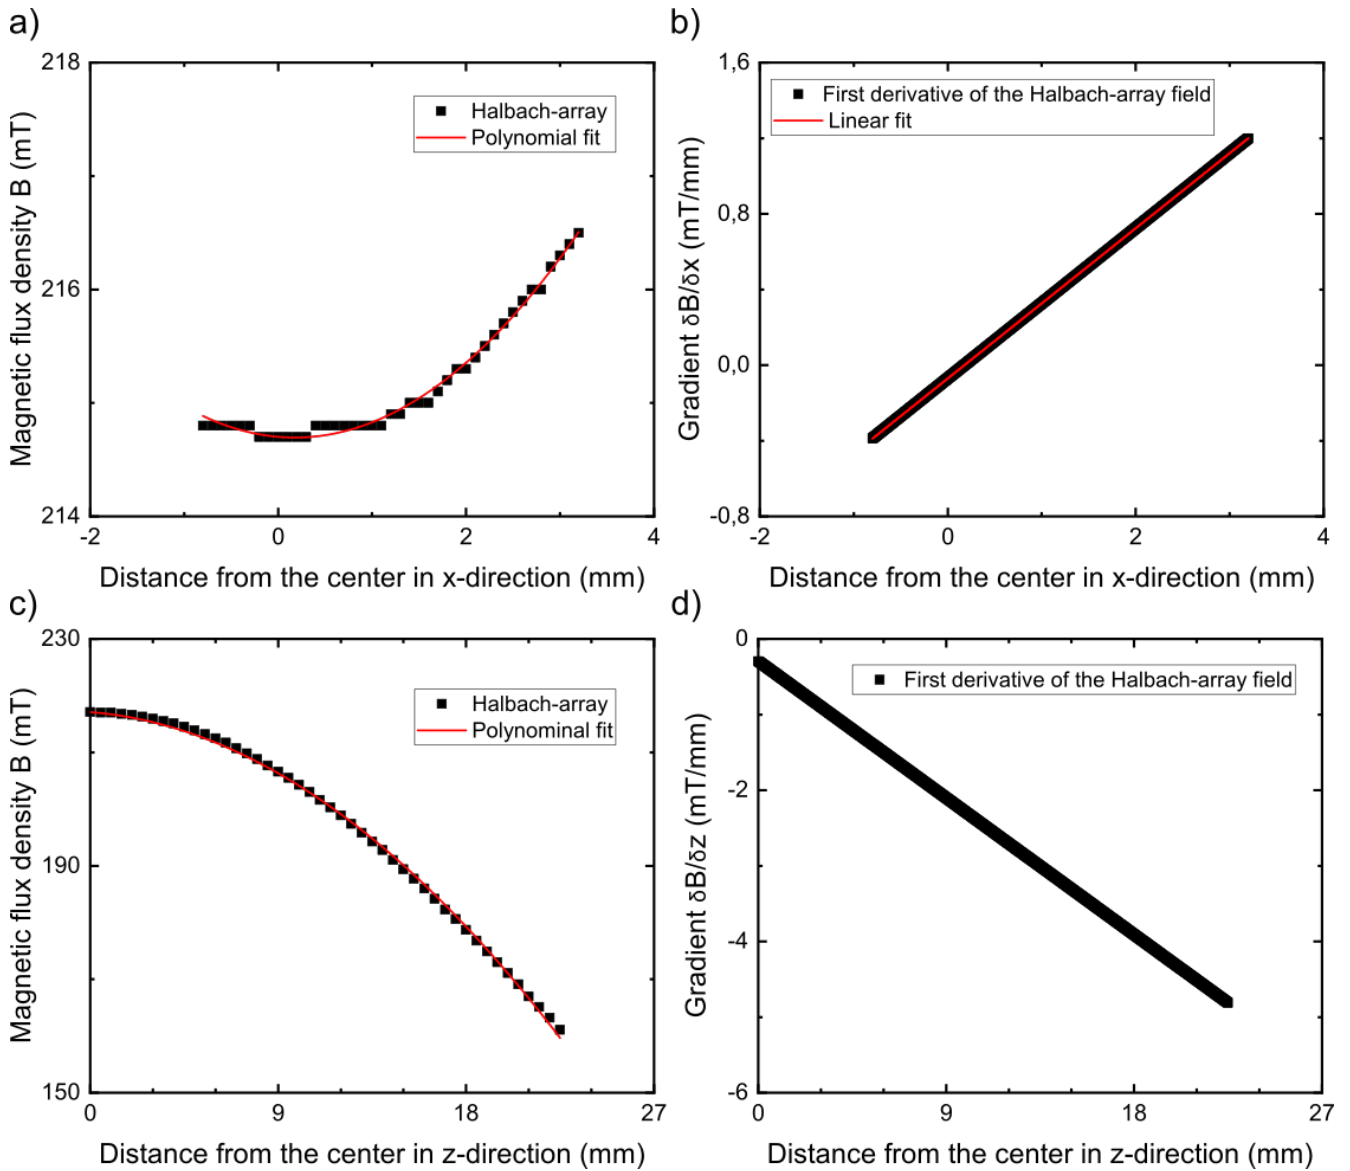 a)
218
216
214
-2
0
2
4
Magnetic flux density B (mT)
Halbach-array
Polynomial fit
Distance from the center in x-direction (mm)
b)
1,6
0,8
0,0
-0,8
-2
0
2
4
Gradient δB/δx (mT/mm)
First derivative of the Halbach-array field
Linear fit
Distance from the center in x-direction (mm)
c)
230
190
150
0
9
18
27
Magnetic flux density B (mT)
Halbach-array
Polynominal fit
Distance from the center in z-direction (mm)
d)
0
-2
-4
-6
0
9
18
27
Gradient δB/δz (mT/mm)
First derivative of the Halbach-array field
Distance from the center in z-direction (mm)